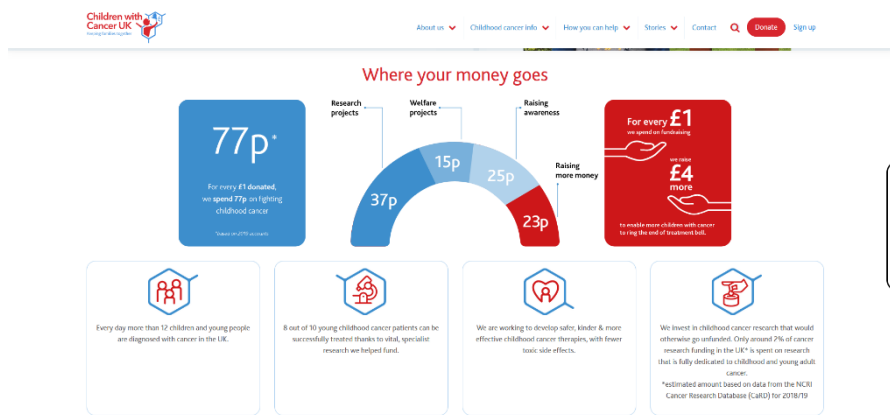 Children with
Cancer UK
About us
Childhood cancer info
How you can help
Stories
Contact
Donate
Sign up
Where your money goes
77p*
For every £1 donated,
we spend 77p on fighting
childhood cancer
Research
projects
Welfare
projects
Raising
awareness
Raising
more money
37p
15p
25p
23p
For every £1
we spend on fundraising
we raise
£4
more
to enable more children with cancer
to ring the end of treatment bell.
Every day more than 12 children and young people
are diagnosed with cancer in the UK.
8 out of 10 young childhood cancer patients can be
successfully treated thanks to vital, specialist
research we helped fund.
We are working to develop safer, kinder & more
effective childhood cancer therapies, with fewer
toxic side effects.
We invest in childhood cancer research that would
otherwise go unfunded. Only around 2% of cancer
research funding in the UK* is spent on research
that is fully dedicated to childhood and young adult
cancer.
*estimated amount based on data from the NCRI
Cancer Research Database (CaRD) for 2018/19